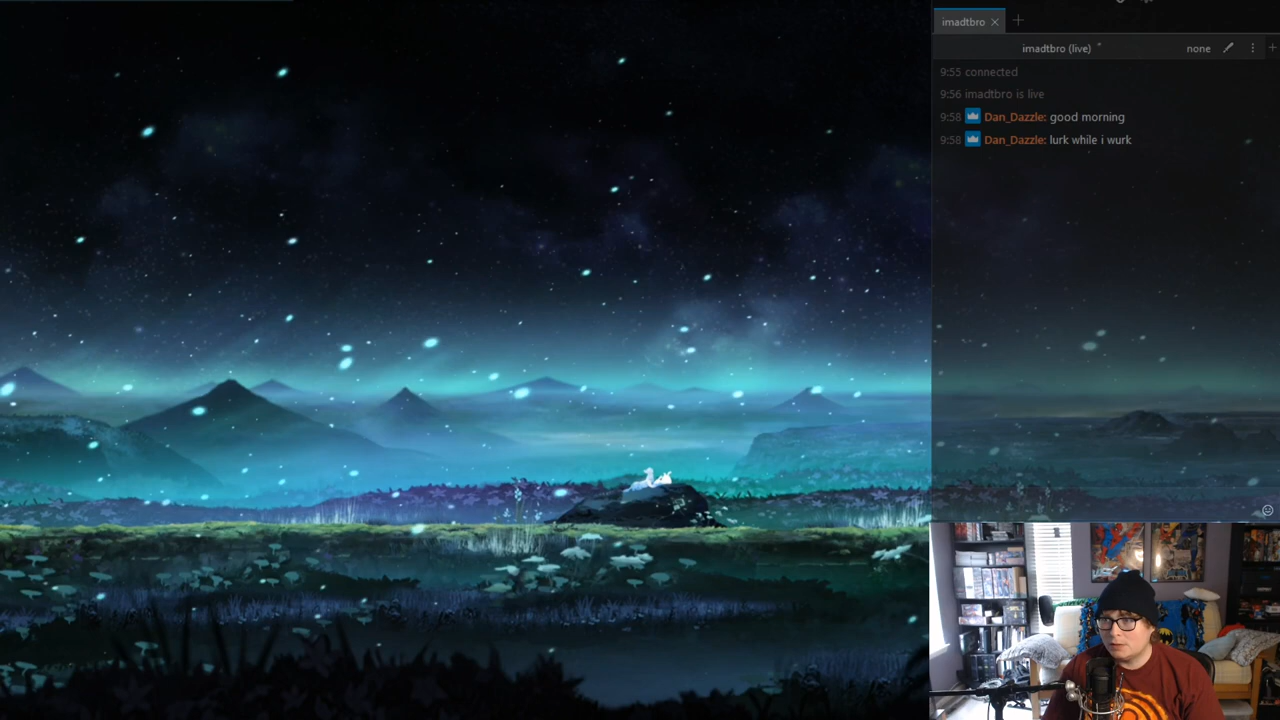 imadtbro
imadtbro (live) *
none
9:55 connected
9:56 imadtbro is live
9:58 Dan_Dazzle: good morning
9:58 Dan_Dazzle: lurk while i wurk